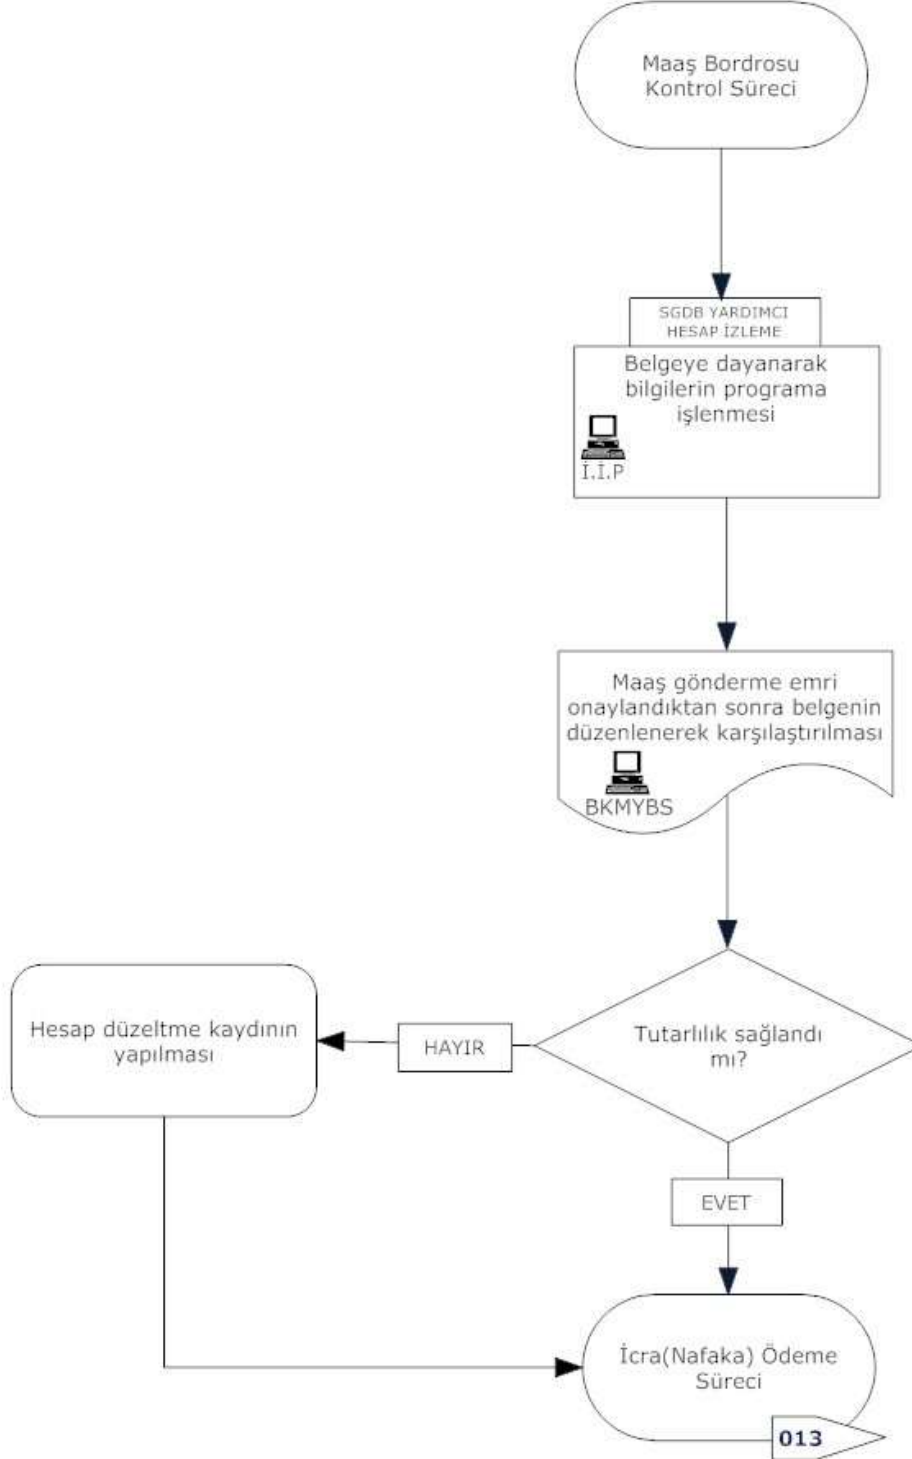 Maaş Bordrosu
Kontrol Süreci
SGDB YARDIMCI
HESAP İZLEME
Belgeye dayanarak
bilgilerin programa
işlenmesi
İ.İ.P
Maaş gönderme emri
onaylandıktan sonra belgenin
düzenlenerek karşılaştırılması
BKMYBS
Tutarlılık sağlandı
mı?
HAYIR
Hesap düzeltme kaydının
yapılması
EVET
İcra(Nafaka) Ödeme
Süreci
013